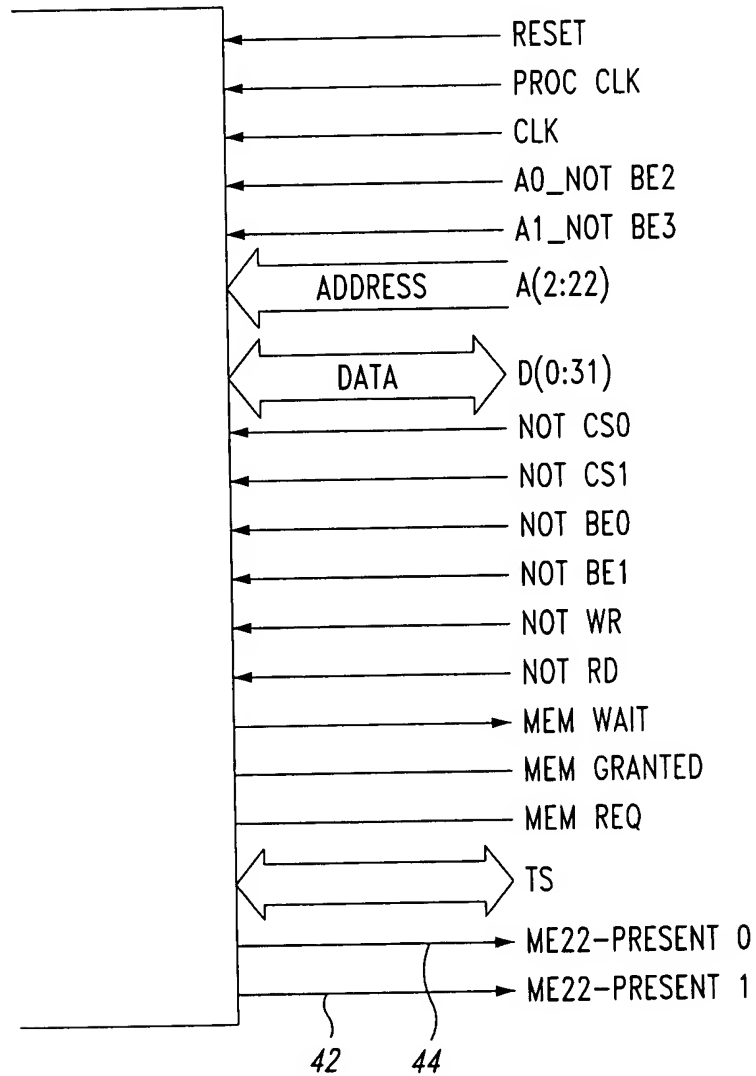 RESET
PROC CLK
CLK
A0_NOT BE2
A1_NOT BE3
ADDRESS A(2:22)
DATA D(0:31)
NOT CS0
NOT CS1
NOT BE0
NOT BE1
NOT WR
NOT RD
MEM WAIT
MEM GRANTED
MEM REQ
TS
ME22-PRESENT 0
ME22-PRESENT 1
42 44